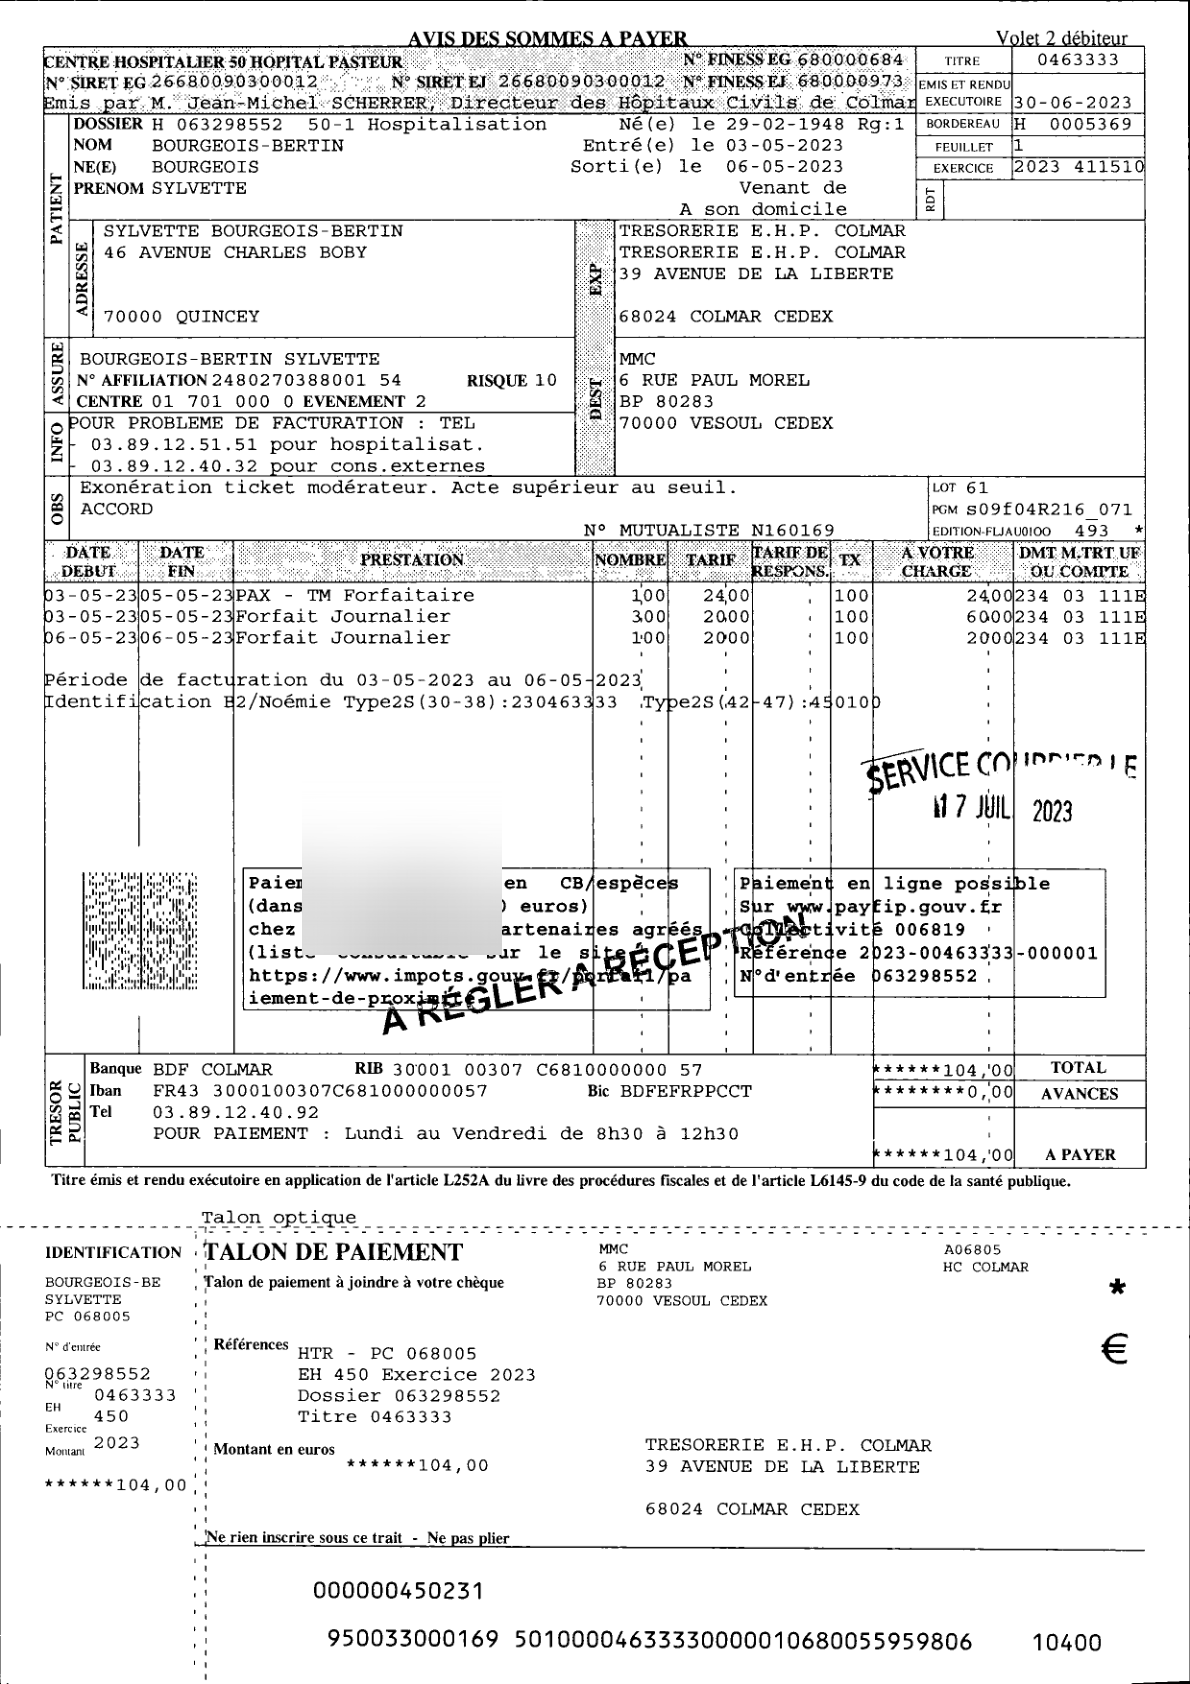 AVIS DES SOMMES A PAYER
Volet 2 débiteur
CENTRE HOSPITALIER 50 HOPITAL PASTEUR N° FINESS EG 680000684
N° SIRET EG 26680090300012 N° SIRET EJ 26680090300012 N° FINESS EJ 680000973
Emis par M. Jean-Michel SCHERRER, Directeur des Hôpitaux Civils de Colmar
TITRE 0463333
EMIS ET RENDU
EXECUTOIRE 30-06-2023
BORDEREAU H 0005369
FEUILLET 1
EXERCICE 2023 411510
RDT
PATIENT
DOSSIER H 063298552 50-1 Hospitalisation Né(e) le 29-02-1948 Rg:1
NOM BOURGEOIS-BERTIN Entré(e) le 03-05-2023
NE(E) BOURGEOIS Sorti(e) le 06-05-2023
PRENOM SYLVETTE Venant de
A son domicile
ADRESSE
SYLVETTE BOURGEOIS-BERTIN
46 AVENUE CHARLES BOBY
70000 QUINCEY
EXP
TRESORERIE E.H.P. COLMAR
TRESORERIE E.H.P. COLMAR
39 AVENUE DE LA LIBERTE
68024 COLMAR CEDEX
ASSURE
BOURGEOIS-BERTIN SYLVETTE
N° AFFILIATION 2480270388001 54 RISQUE 10
CENTRE 01 701 000 0 EVENEMENT 2
DEST
MMC
6 RUE PAUL MOREL
BP 80283
70000 VESOUL CEDEX
INFO
POUR PROBLEME DE FACTURATION : TEL
- 03.89.12.51.51 pour hospitalisat.
- 03.89.12.40.32 pour cons.externes
OBS
Exonération ticket modérateur. Acte supérieur au seuil.
ACCORD
N° MUTUALISTE N160169
LOT 61
PGM s09f04R216_071
EDITION-FLJAU0100 493 *
DATE DEBUT DATE FIN PRESTATION NOMBRE TARIF TARIF DE RESPONS. TX A VOTRE CHARGE DMT M.TRT UF OU COMPTE
03-05-23 05-05-23 PAX - TM Forfaitaire 1,00 24,00 , 100 24,00 234 03 111E
03-05-23 05-05-23 Forfait Journalier 3,00 20,00 , 100 60,00 234 03 111E
06-05-23 06-05-23 Forfait Journalier 1,00 20,00 , 100 20,00 234 03 111E
Période de facturation du 03-05-2023 au 06-05-2023
Identification B2/Noémie Type2S(30-38):230463333 Type2S(42-47):450100
SERVICE COURRIER LE
17 JUIL 2023
Paiem en CB/espèces
(dans ) euros)
chez artenaires agréés
(liste consultable sur le site
https://www.impots.gouv.fr/portail/pa
iement-de-proximité
Paiement en ligne possible
Sur www.payfip.gouv.fr
Collectivité 006819
Référence 2023-00463333-000001
N°d'entrée 063298552
A RÉGLER A RÉCEPTION
TRESOR PUBLIC
Banque BDF COLMAR RIB 30001 00307 C6810000000 57
Iban FR43 3000100307C681000000057 Bic BDFEFRPPCCT
Tel 03.89.12.40.92
POUR PAIEMENT : Lundi au Vendredi de 8h30 à 12h30
******104,00 TOTAL
********0,00 AVANCES
******104,00 A PAYER
Titre émis et rendu exécutoire en application de l'article L252A du livre des procédures fiscales et de l'article L6145-9 du code de la santé publique.
Talon optique
IDENTIFICATION
BOURGEOIS-BE
SYLVETTE
PC 068005
N° d'entrée
063298552
N° titre
0463333
EH
450
Exercice
2023
Montant
******104,00
TALON DE PAIEMENT
Talon de paiement à joindre à votre chèque
MMC
6 RUE PAUL MOREL
BP 80283
70000 VESOUL CEDEX
A06805
HC COLMAR
*
€
Références
HTR - PC 068005
EH 450 Exercice 2023
Dossier 063298552
Titre 0463333
Montant en euros
******104,00
TRESORERIE E.H.P. COLMAR
39 AVENUE DE LA LIBERTE
68024 COLMAR CEDEX
Ne rien inscrire sous ce trait - Ne pas plier
000000450231
950033000169 50100004633330000010680055959806 10400